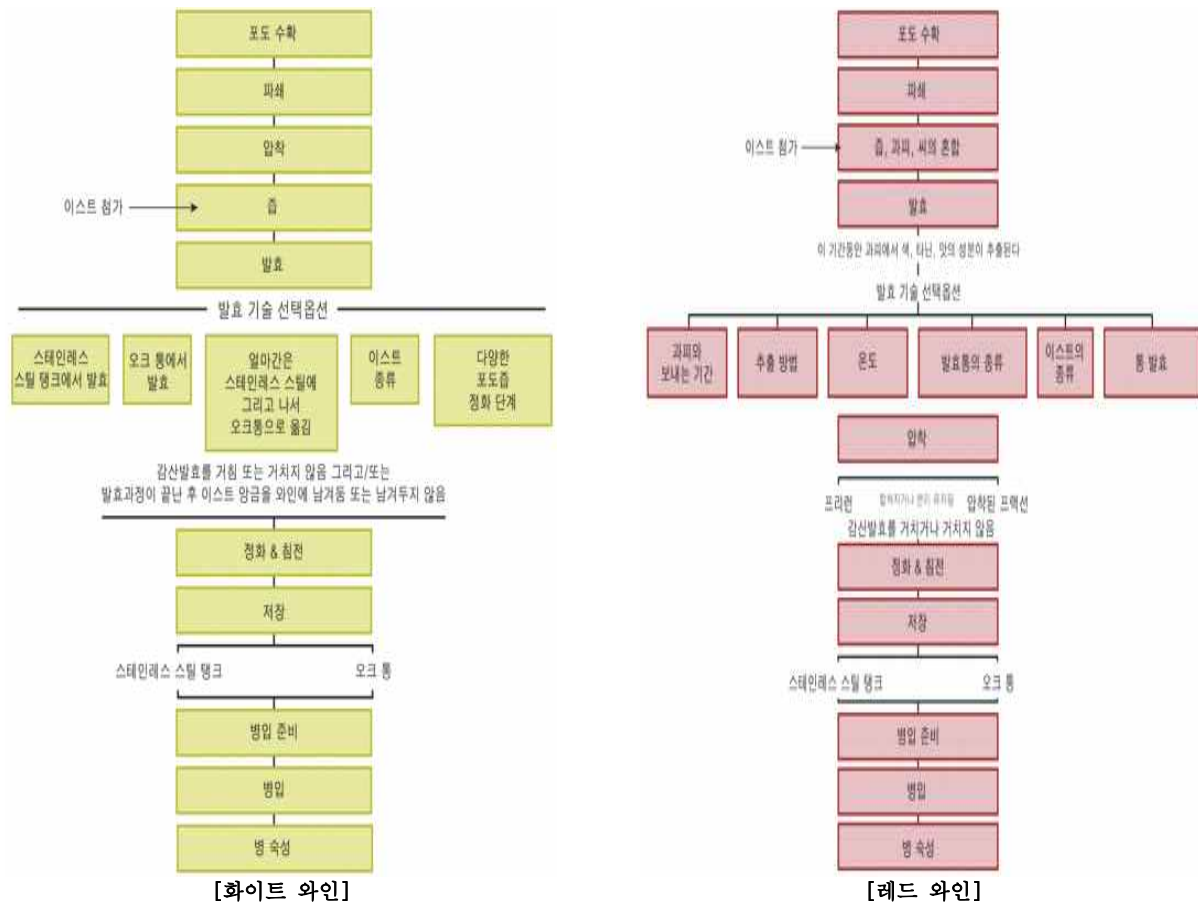 포도 수확
파쇄
압착
이스트 첨가
즙
발효
발효 기술 선택옵션
스테인레스
스틸 탱크에서 발효
오크 통에서
발효
얼마간은
스테인레스 스틸에
그리고 나서
오크통으로 옮김
이스트
종류
다양한
포도즙
정화 단계
감산발효를 거침 또는 거치지 않음 그리고/또는
발효과정이 끝난 후 이스트 앙금을 와인에 남겨둠 또는 남겨두지 않음
정화 & 침전
저장
스테인레스 스틸 탱크
오크 통
병입 준비
병입
병 숙성
[화이트 와인]
포도 수확
파쇄
이스트 첨가
즙, 과피, 씨의 혼합
발효
이 기간동안 과피에서 색, 타닌, 맛의 성분이 추출된다
발효 기술 선택옵션
과피와
보내는 기간
추출 방법
온도
발효통의 종류
이스트의
종류
통 발효
압착
프리런
압착된 프랙션
감산발효를 거치거나 거치지 않음
정화 & 침전
저장
스테인레스 스틸 탱크
오크 통
병입 준비
병입
병 숙성
[레드 와인]